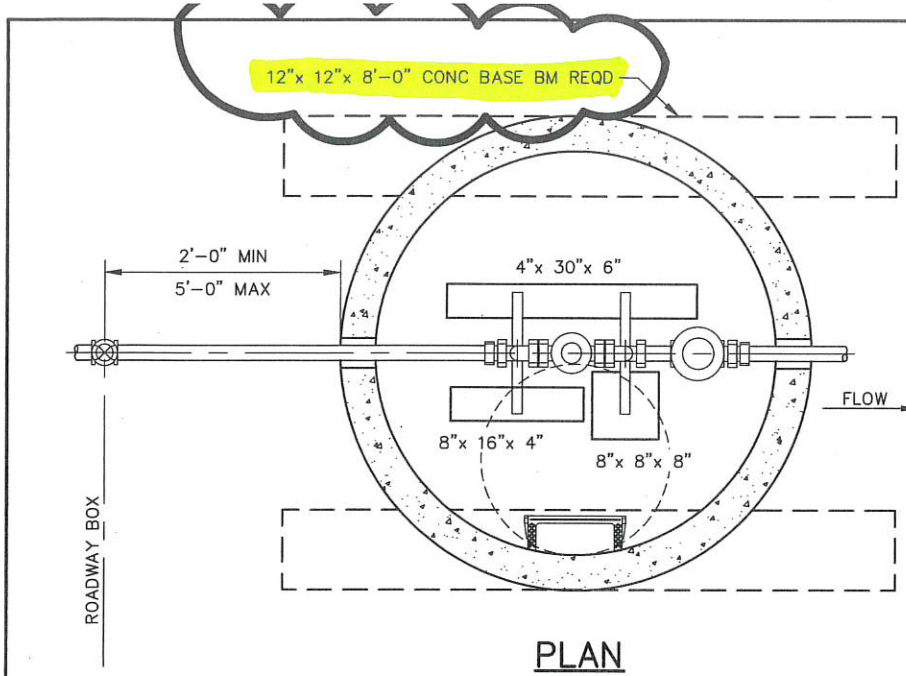 12"x 12"x 8'-0" CONC BASE BM REQD
2'-0" MIN
5'-0" MAX
4"x 30"x 6"
FLOW
8"x 16"x 4"
8"x 8"x 8"
ROADWAY BOX
PLAN